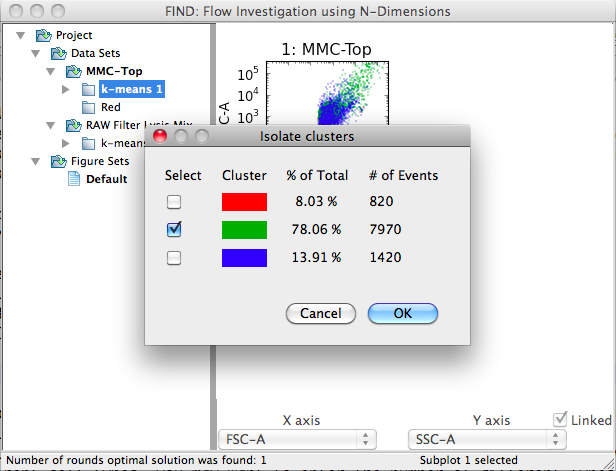 FIND: Flow Investigation using N-Dimensions
Project
Data Sets
MMC-Top
k-means 1
Red
RAW Filter Lysis Mix
k-means
Figure Sets
Default
1: MMC-Top
10^5
10^4
10^3
C-A
Isolate clusters
Select Cluster % of Total # of Events
8.03 % 820
78.06 % 7970
13.91 % 1420
Cancel OK
X axis Y axis Linked
FSC-A SSC-A
Number of rounds optimal solution was found: 1 Subplot 1 selected